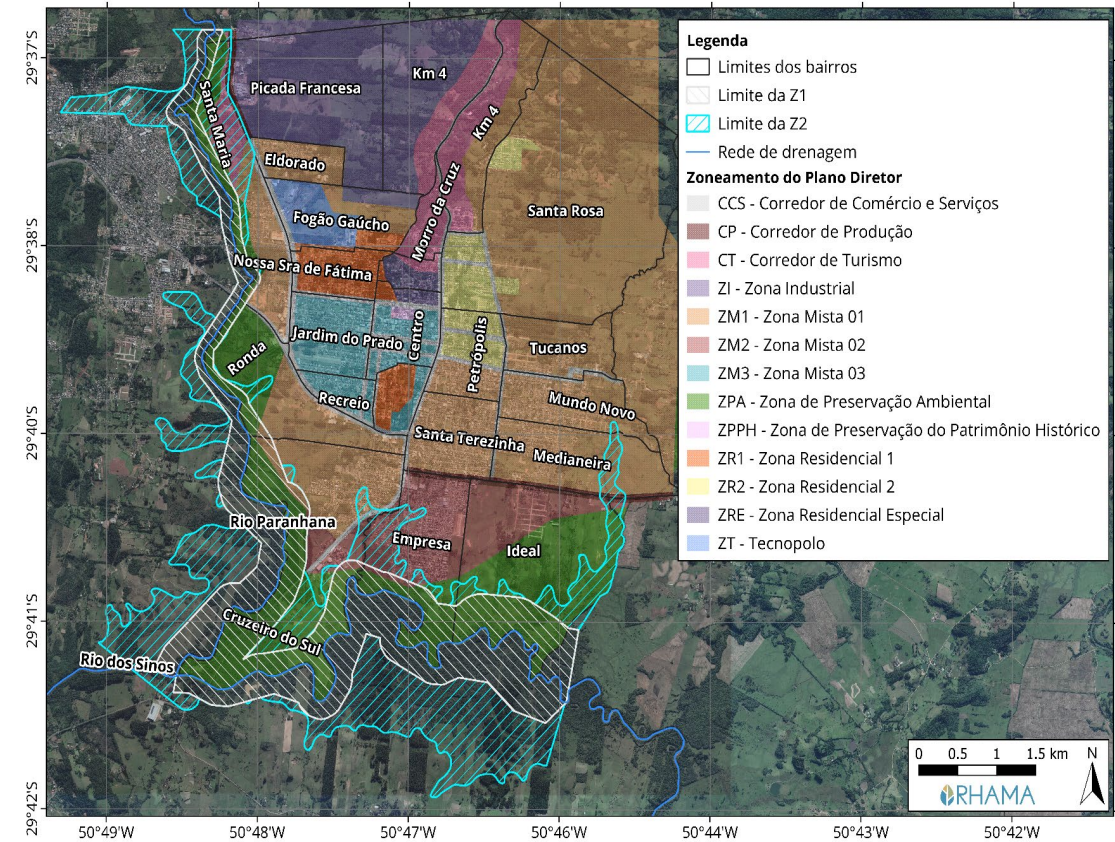 Picada Francesa
Km 4
Km 4
Santa Maria
Eldorado
Morro da Cruz
Santa Rosa
Fogão Gaúcho
Nossa Sra de Fátima
Jardim do Prado
Centro
Petrópolis
Tucanos
Ronda
Recreio
Mundo Novo
Santa Terezinha
Medianeira
Rio Paranhana
Empresa
Ideal
Cruzeiro do Sul
Rio dos Sinos
Legenda
Limites dos bairros
Limite da Z1
Limite da Z2
Rede de drenagem
Zoneamento do Plano Diretor
CCS - Corredor de Comércio e Serviços
CP - Corredor de Produção
CT - Corredor de Turismo
ZI - Zona Industrial
ZM1 - Zona Mista 01
ZM2 - Zona Mista 02
ZM3 - Zona Mista 03
ZPA - Zona de Preservação Ambiental
ZPPH - Zona de Preservação do Patrimônio Histórico
ZR1 - Zona Residencial 1
ZR2 - Zona Residencial 2
ZRE - Zona Residencial Especial
ZT - Tecnopolo
0 0.5 1 1.5 km
N
RHAMA
29°37'S
29°38'S
29°40'S
29°41'S
29°42'S
50°49'W 50°48'W 50°47'W 50°46'W 50°44'W 50°43'W 50°42'W